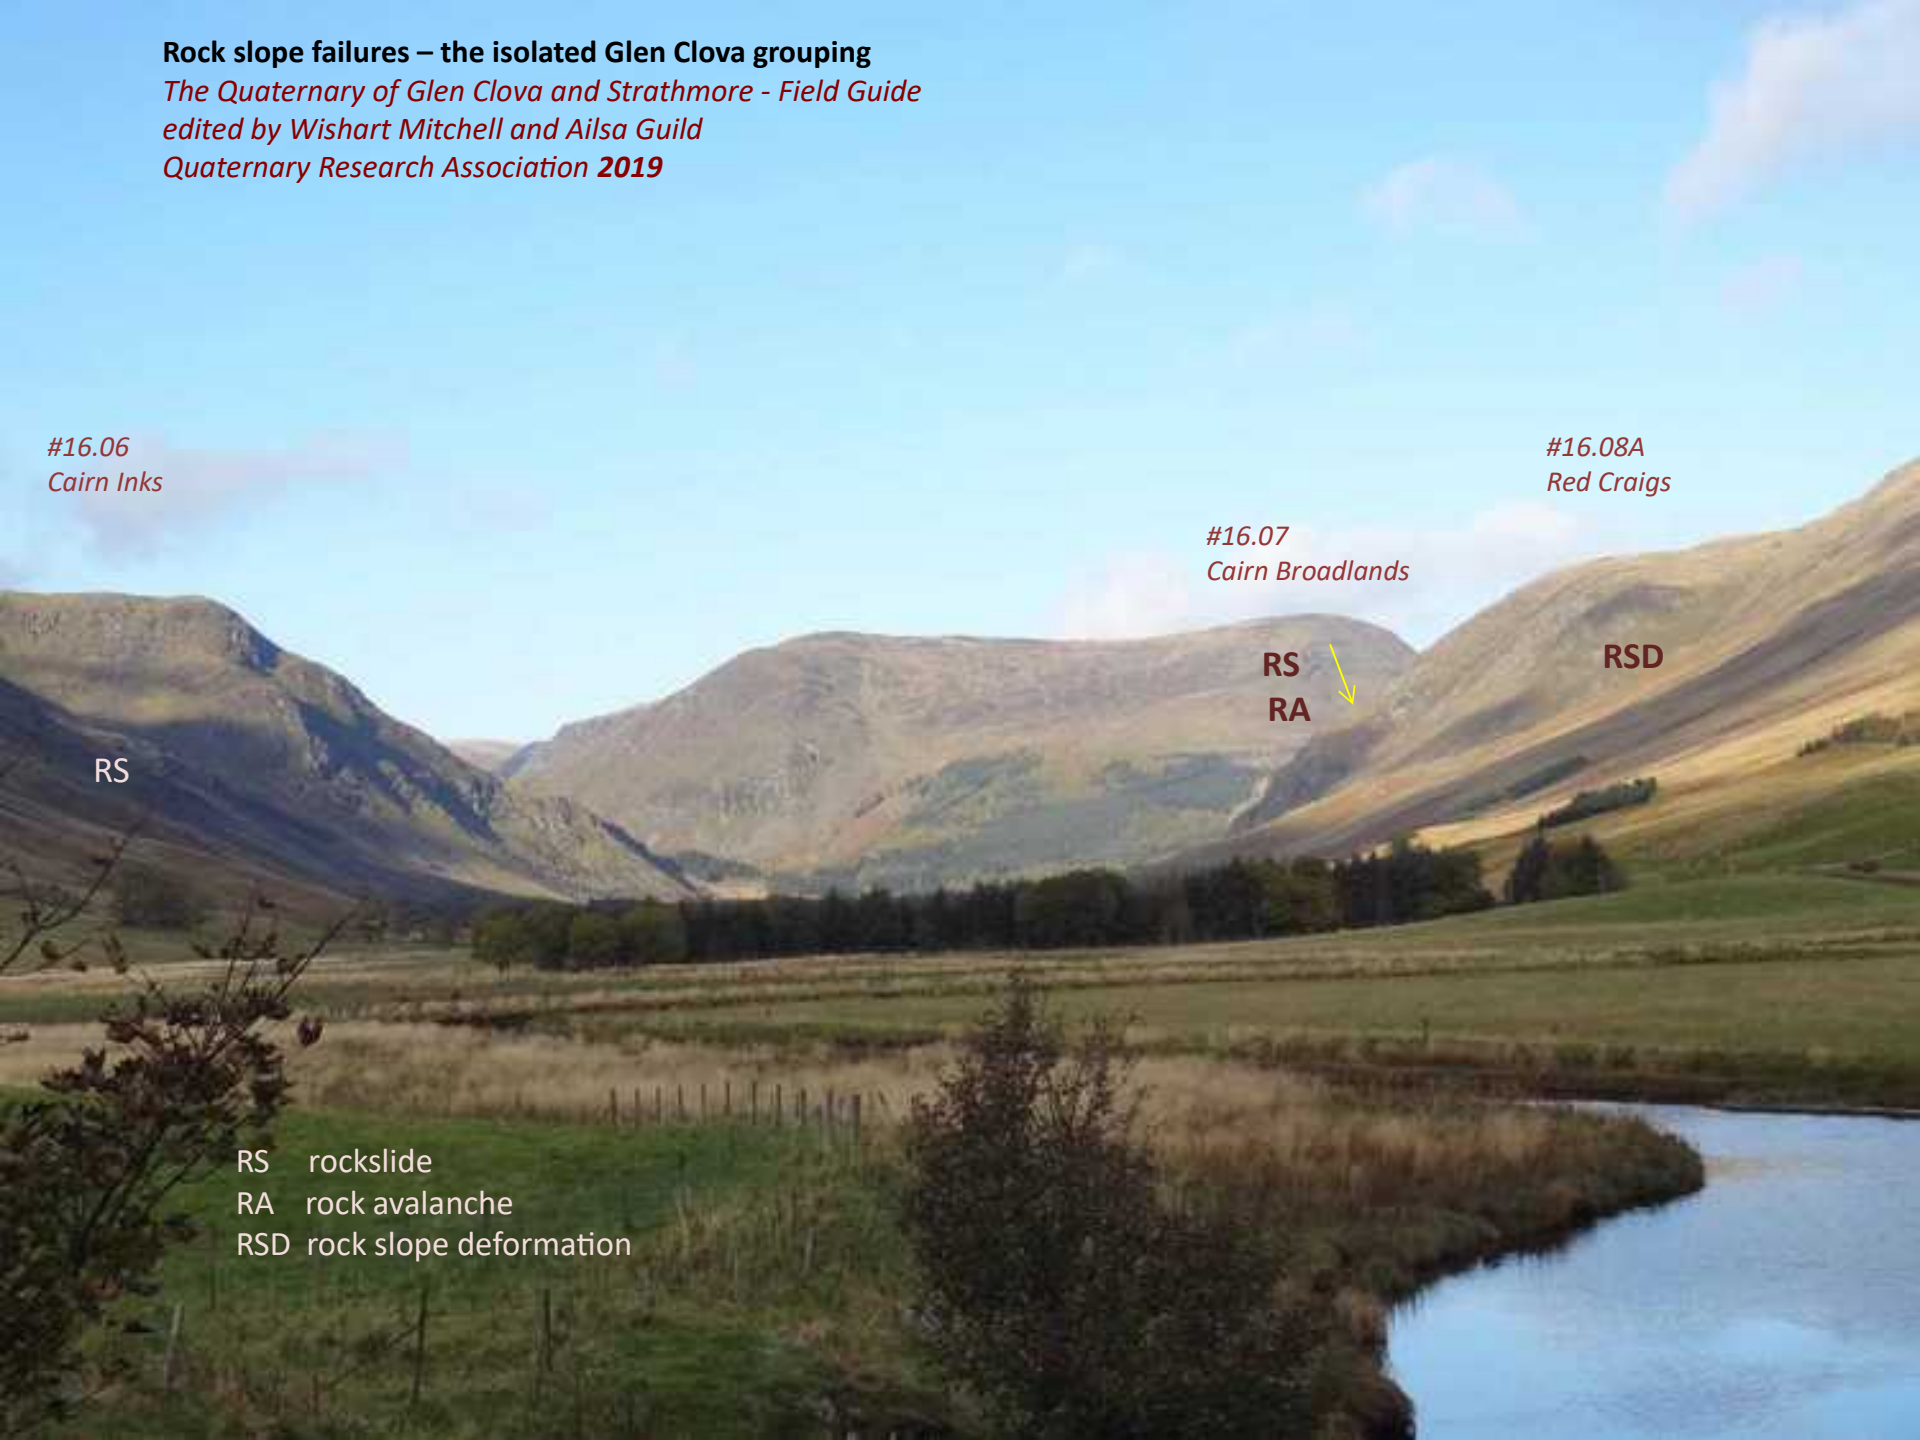 Rock slope failures – the isolated Glen Clova grouping
The Quaternary of Glen Clova and Strathmore - Field Guide
edited by Wishart Mitchell and Ailsa Guild
Quaternary Research Association 2019
#16.06
Cairn Inks
#16.08A
Red Craigs
#16.07
Cairn Broadlands
RS
RA
RSD
RS
RS rockslide
RA rock avalanche
RSD rock slope deformation